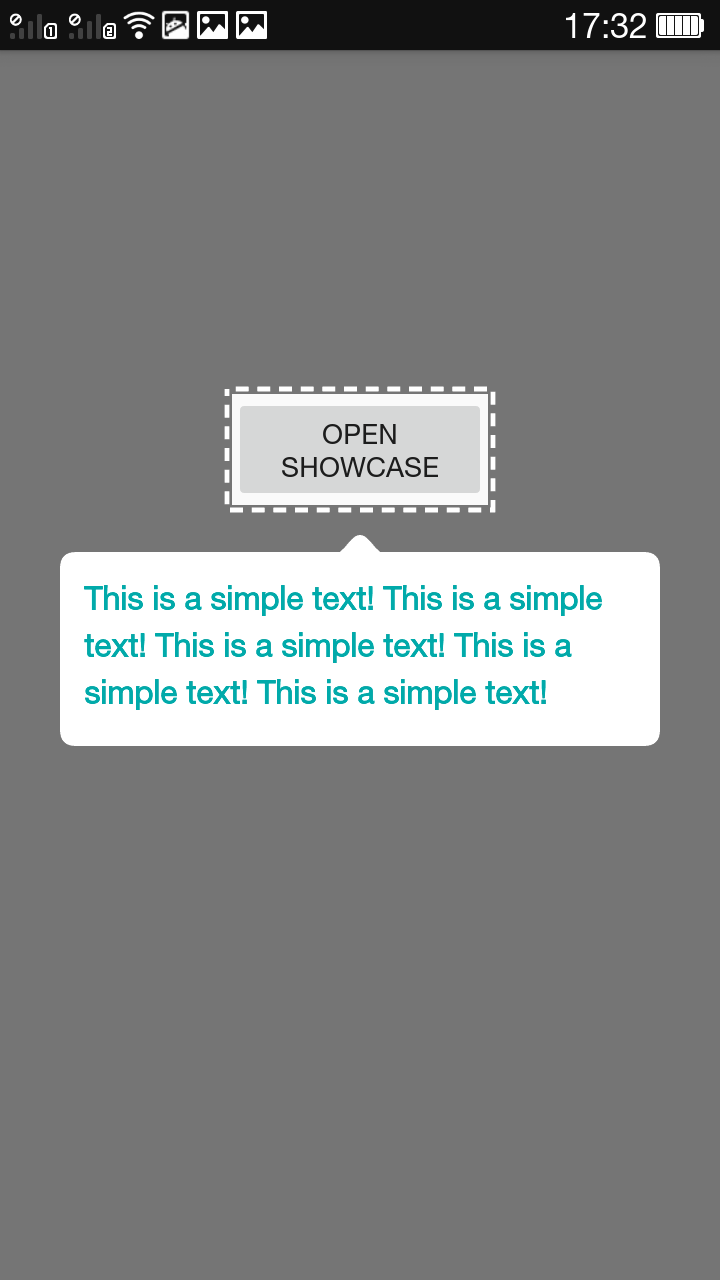 17:32
OPEN
SHOWCASE
This is a simple text! This is a simple
text! This is a simple text! This is a
simple text! This is a simple text!